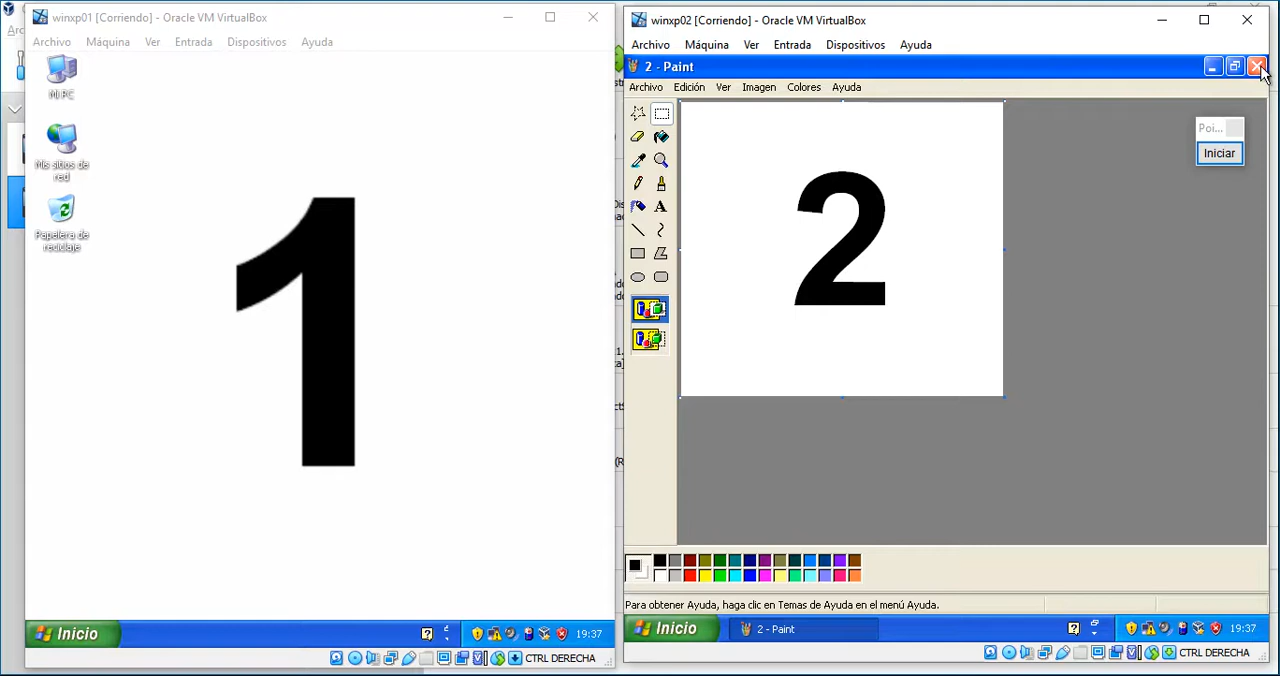 winxp01 [Corriendo] - Oracle VM VirtualBox
Archivo Máquina Ver Entrada Dispositivos Ayuda
Mi PC
Mis sitios de
red
Papelera de
reciclaje
1
Inicio
19:37
CTRL DERECHA
winxp02 [Corriendo] - Oracle VM VirtualBox
Archivo Máquina Ver Entrada Dispositivos Ayuda
2 - Paint
Archivo Edición Ver Imagen Colores Ayuda
A
Poi...
Iniciar
2
Para obtener Ayuda, haga clic en Temas de Ayuda en el menú Ayuda.
Inicio
2 - Paint
19:37
CTRL DERECHA